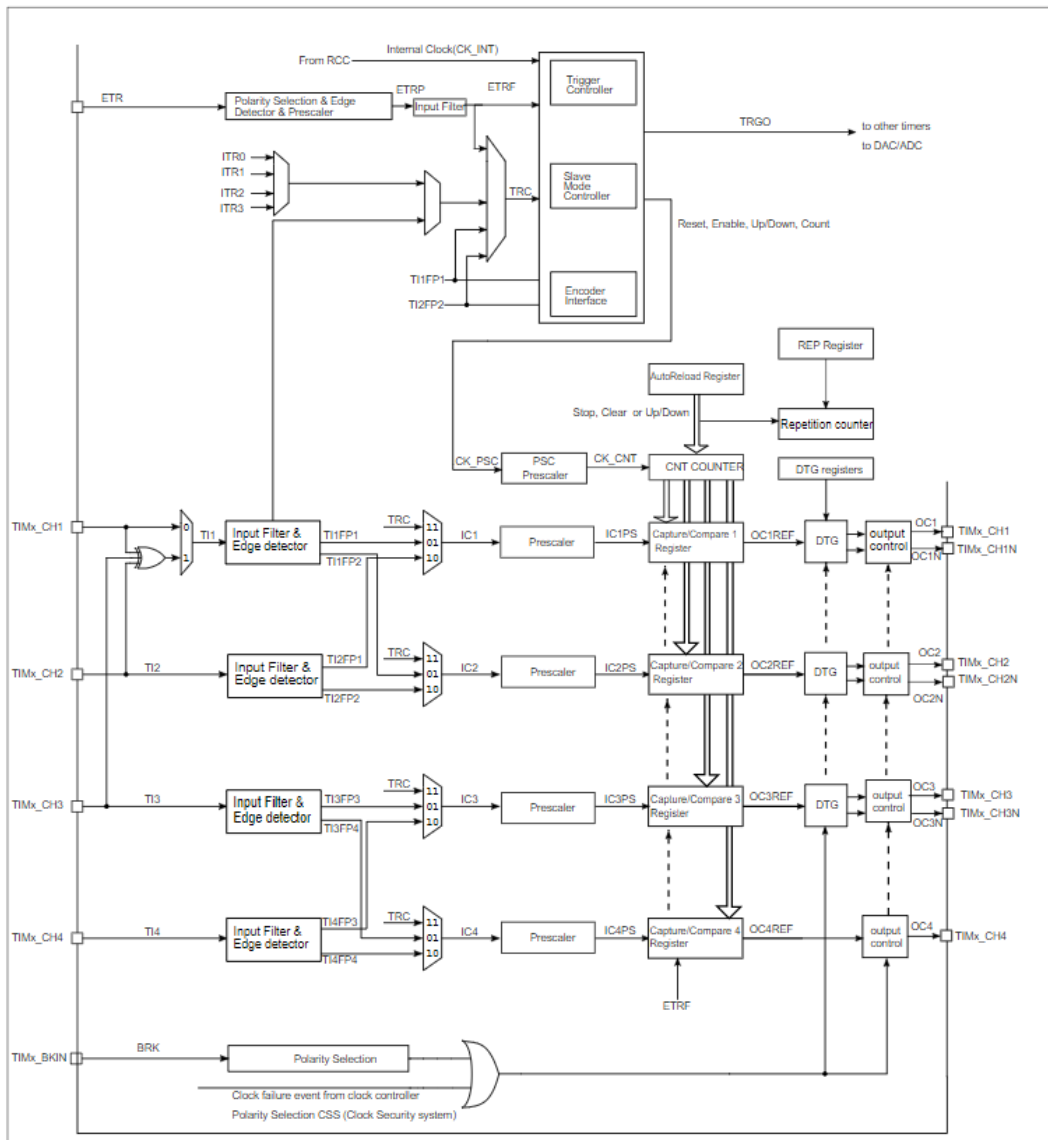 Internal Clock(CK_INT)
From RCC
Trigger
Controller
ETR
Polarity Selection & Edge
Detector & Prescaler
ETRP
Input Filter
ETRF
TRGO
to other timers
to DAC/ADC
ITR0
ITR1
ITR2
ITR3
TRC
Slave
Mode
Controller
Reset, Enable, Up/Down, Count
TI1FP1
TI2FP2
Encoder
Interface
REP Register
AutoReload Register
Stop, Clear or Up/Down
Repetition counter
CK_PSC
PSC
Prescaler
CK_CNT
CNT COUNTER
DTG registers
TIMx_CH1
0
1
TI1
Input Filter &
Edge detector
TI1FP1
TI1FP2
TRC
11
01
10
IC1
Prescaler
IC1PS
Capture/Compare 1
Register
OC1REF
DTG
output
control
OC1
OC1N
TIMx_CH1
TIMx_CH1N
TIMx_CH2
TI2
Input Filter &
Edge detector
TI2FP1
TI2FP2
TRC
11
01
10
IC2
Prescaler
IC2PS
Capture/Compare 2
Register
OC2REF
DTG
output
control
OC2
OC2N
TIMx_CH2
TIMx_CH2N
TIMx_CH3
TI3
Input Filter &
Edge detector
TI3FP3
TI3FP4
TRC
11
01
10
IC3
Prescaler
IC3PS
Capture/Compare 3
Register
OC3REF
DTG
output
control
OC3
OC3N
TIMx_CH3
TIMx_CH3N
TIMx_CH4
TI4
Input Filter &
Edge detector
TI4FP3
TI4FP4
TRC
11
01
10
IC4
Prescaler
IC4PS
Capture/Compare 4
Register
OC4REF
output
control
OC4
TIMx_CH4
ETRF
TIMx_BKIN
BRK
Polarity Selection
Clock failure event from clock controller
Polarity Selection CSS (Clock Security system)